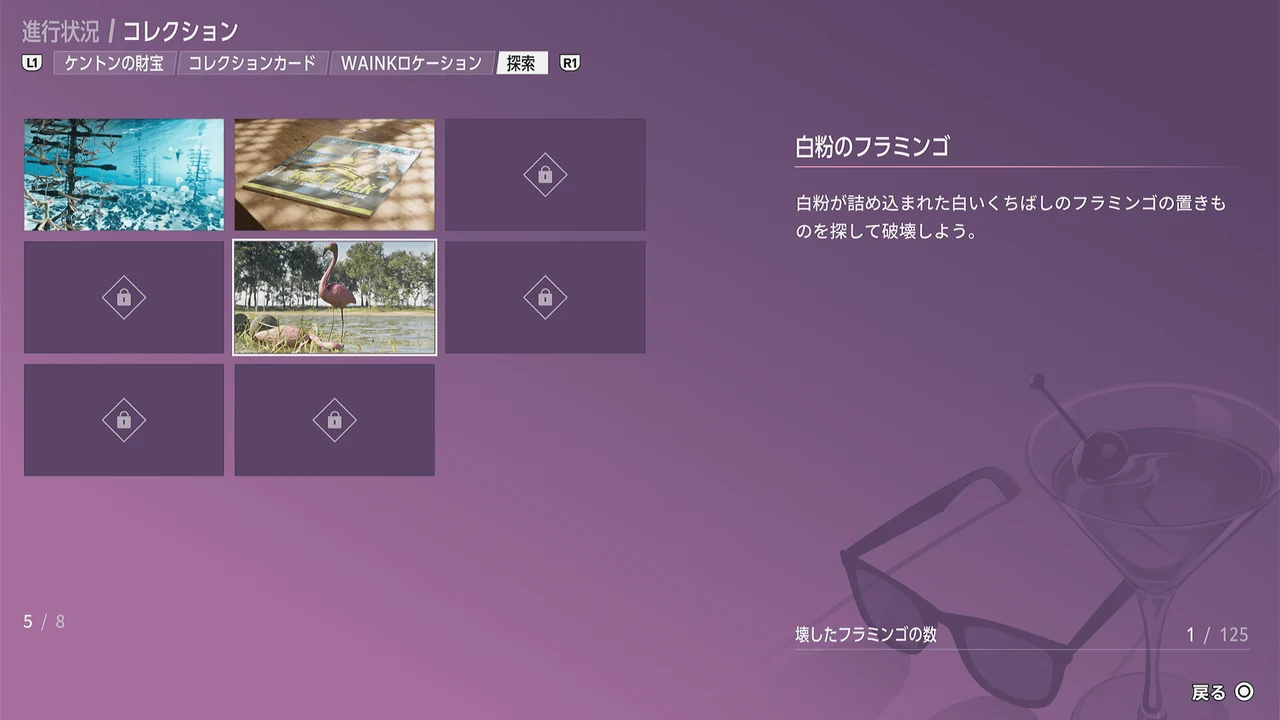 進行状況 / コレクション
L1 ケントンの財宝 コレクションカード WAINKロケーション 探索 R1
白粉のフラミンゴ
白粉が詰め込まれた白いくちばしのフラミンゴの置きも
のを探して破壊しよう。
5 / 8
壊したフラミンゴの数 1 / 125
戻る